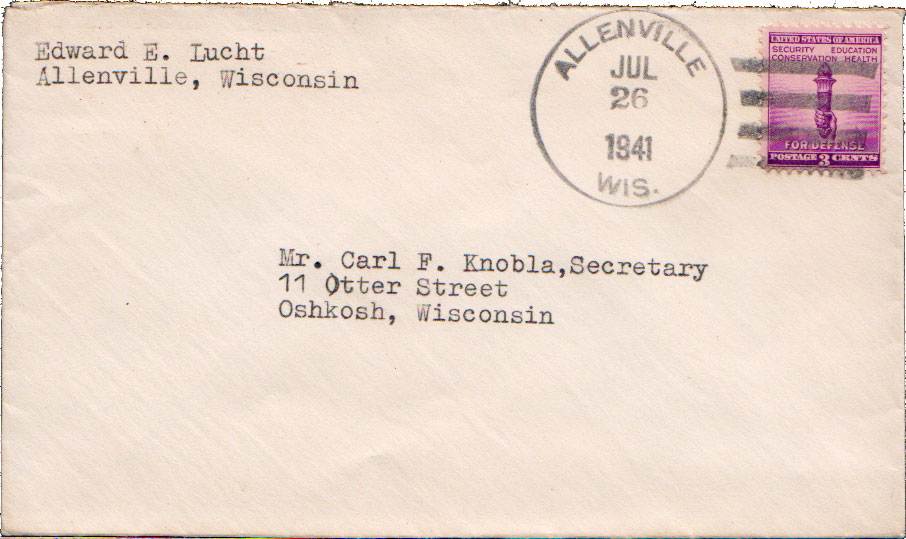 Edward E. Lucht
Allenville, Wisconsin
ALLENVILLE
JUL
26
1941
WIS.
UNITED STATES OF AMERICA
SECURITY EDUCATION
CONSERVATION HEALTH
FOR DEFENSE
POSTAGE 3 CENTS
Mr. Carl F. Knobla,Secretary
11 Otter Street
Oshkosh, Wisconsin